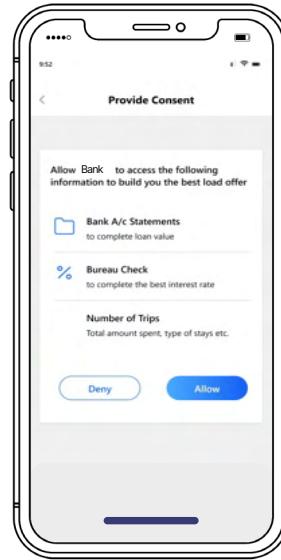 9:52
Provide Consent
Allow Bank to access the following
information to build you the best load offer
Bank A/c Statements
to complete loan value
Bureau Check
to complete the best interest rate
Number of Trips
Total amount spent, type of stays etc.
Deny
Allow